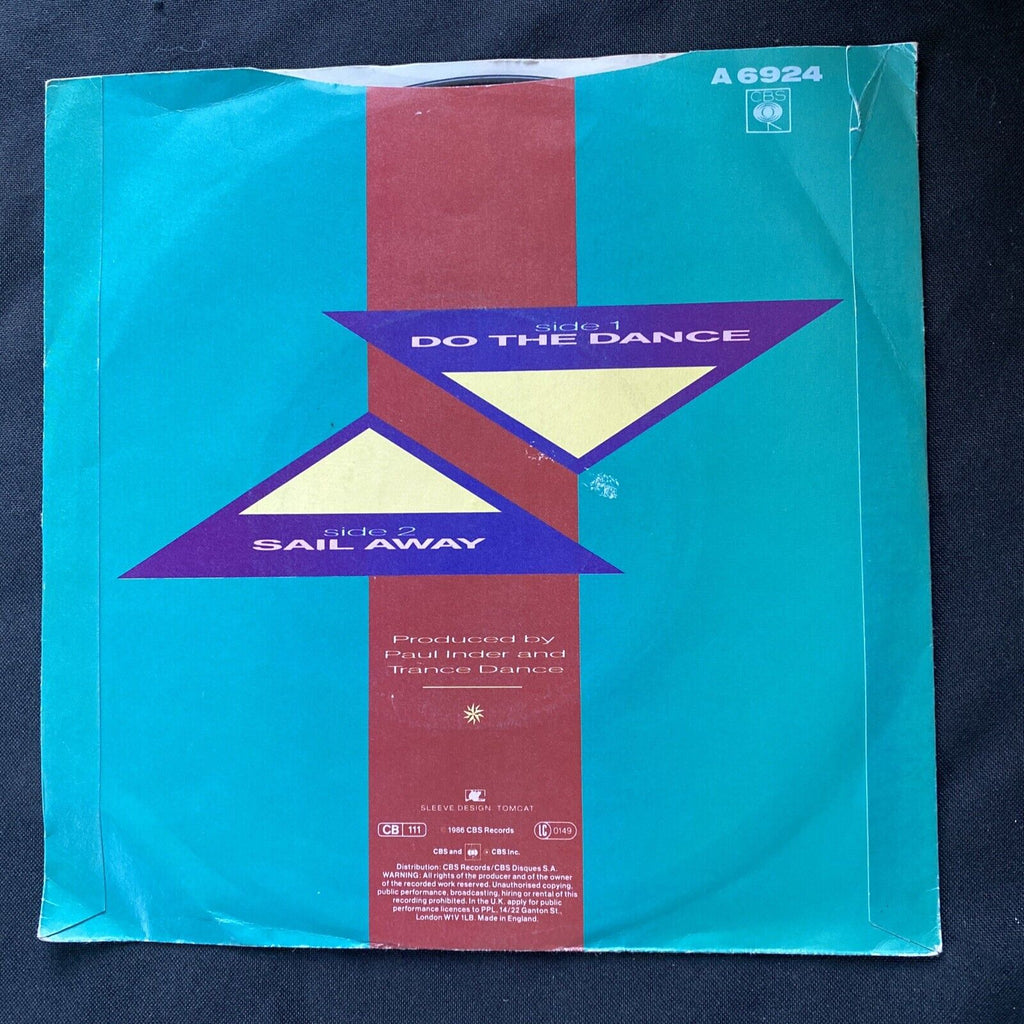 A 6924
CBS
side 1
DO THE DANCE
side 2
SAIL AWAY
Produced by
Paul Inder and
Trance Dance
SLEEVE DESIGN. TOMCAT.
CB 111
© 1986 CBS Records
LC 0149
CBS and
CBS Inc.
Distribution: CBS Records/CBS Disques S.A.
WARNING: All rights of the producer and of the owner
of the recorded work reserved. Unauthorised copying,
public performance, broadcasting, hiring or rental of this
recording prohibited. In the U.K. apply for public
performance licences to PPL, 14/22 Ganton St.,
London W1V 1LB. Made in England.